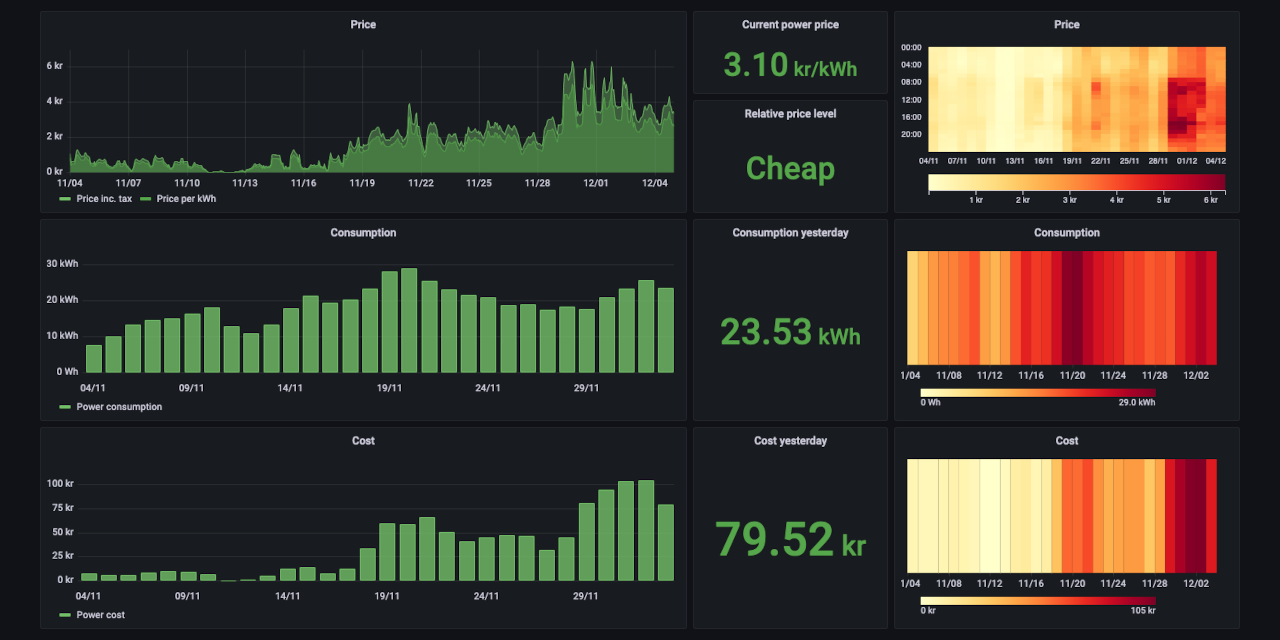 Price
6 kr
4 kr
2 kr
0 kr
11/04 11/07 11/10 11/13 11/16 11/19 11/22 11/25 11/28 12/01 12/04
Price inc. tax Price per kWh
Current power price
3.10 kr/kWh
Relative price level
Cheap
Price
00:00
04:00
08:00
12:00
16:00
20:00
04/11 07/11 10/11 13/11 16/11 19/11 22/11 25/11 28/11 01/12 04/12
1 kr 2 kr 3 kr 4 kr 5 kr 6 kr
Consumption
30 kWh
20 kWh
10 kWh
0 Wh
04/11 09/11 14/11 19/11 24/11 29/11
Power consumption
Consumption yesterday
23.53 kWh
Consumption
1/04 11/08 11/12 11/16 11/20 11/24 11/28 12/02
0 Wh 29.0 kWh
Cost
100 kr
75 kr
50 kr
25 kr
0 kr
04/11 09/11 14/11 19/11 24/11 29/11
Power cost
Cost yesterday
79.52 kr
Cost
1/04 11/08 11/12 11/16 11/20 11/24 11/28 12/02
0 kr 105 kr